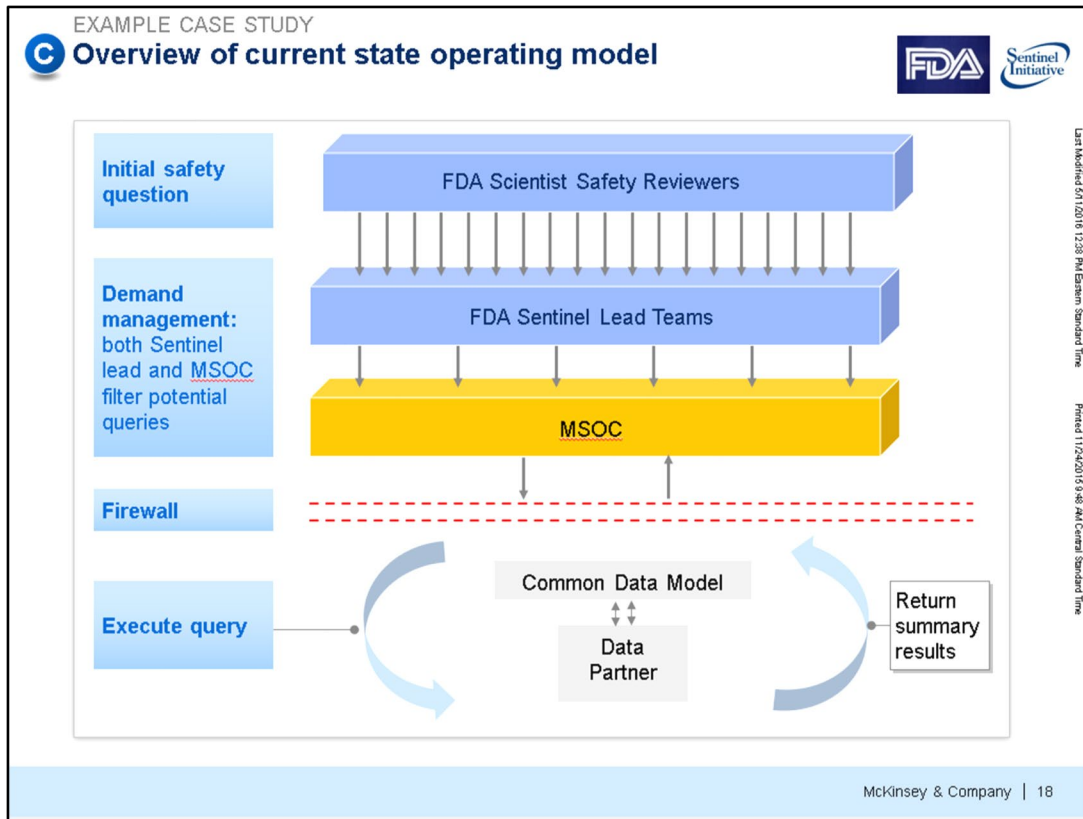 EXAMPLE CASE STUDY
C Overview of current state operating model
FDA
Sentinel
Initiative
Initial safety
question
FDA Scientist Safety Reviewers
Demand
management:
both Sentinel
lead and MSOC
filter potential
queries
FDA Sentinel Lead Teams
MSOC
Firewall
Execute query
Common Data Model
Data
Partner
Return
summary
results
Last Modified 5/11/2016 12:38 PM Eastern Standard Time
Printed 11/24/2015 9:48 AM Central Standard Time
McKinsey & Company | 18